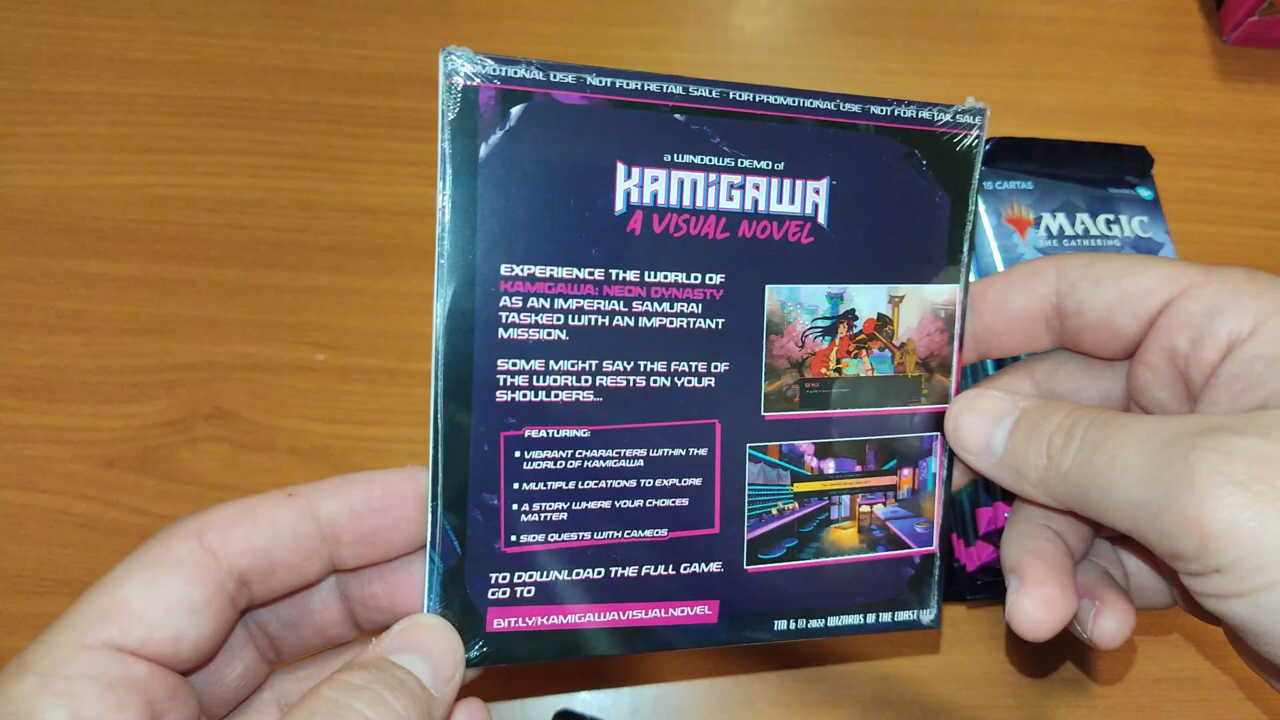 PROMOTIONAL USE - NOT FOR RETAIL SALE - FOR PROMOTIONAL USE - NOT FOR RETAIL SALE
a WINDOWS DEMO of
KAMIGAWA
A VISUAL NOVEL
EXPERIENCE THE WORLD OF
KAMIGAWA: NEON DYNASTY
AS AN IMPERIAL SAMURAI
TASKED WITH AN IMPORTANT
MISSION.
SOME MIGHT SAY THE FATE OF
THE WORLD RESTS ON YOUR
SHOULDERS...
FEATURING:
VIBRANT CHARACTERS WITHIN THE
WORLD OF KAMIGAWA
MULTIPLE LOCATIONS TO EXPLORE
A STORY WHERE YOUR CHOICES
MATTER
SIDE QUESTS WITH CAMEOS
TO DOWNLOAD THE FULL GAME,
GO TO
BIT.LY/KAMIGAWAVISUALNOVEL
TM & © 2022 WIZARDS OF THE COAST LLC
15 CARTAS
MAGIC
THE GATHERING